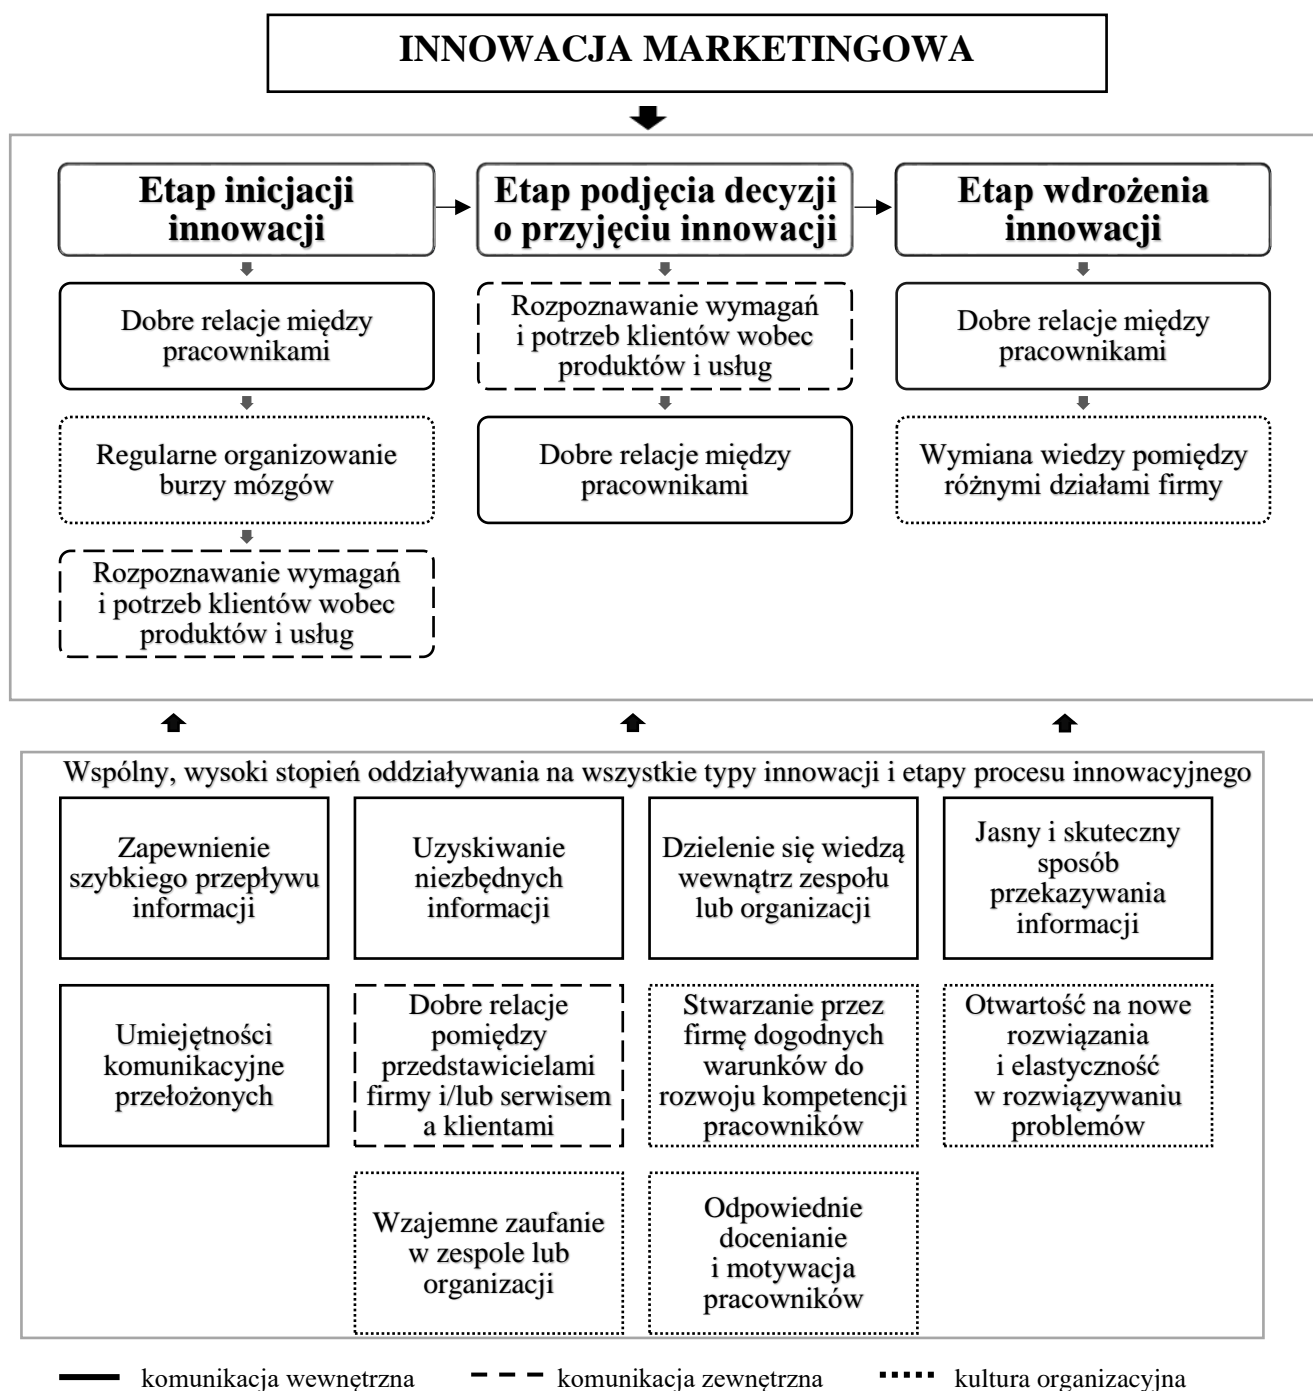 INNOWACJA MARKETINGOWA
Etap inicjacji
innowacji
Etap podjęcia decyzji
o przyjęciu innowacji
Etap wdrożenia
innowacji
Dobre relacje między
pracownikami
Rozpoznawanie wymagań
i potrzeb klientów wobec
produktów i usług
Dobre relacje między
pracownikami
Regularne organizowanie
burzy mózgów
Dobre relacje między
pracownikami
Wymiana wiedzy pomiędzy
różnymi działami firmy
Rozpoznawanie wymagań
i potrzeb klientów wobec
produktów i usług
Wspólny, wysoki stopień oddziaływania na wszystkie typy innowacji i etapy procesu innowacyjnego
Zapewnienie
szybkiego przepływu
informacji
Uzyskiwanie
niezbędnych
informacji
Dzielenie się wiedzą
wewnątrz zespołu
lub organizacji
Jasny i skuteczny
sposób
przekazywania
informacji
Umiejętności
komunikacyjne
przełożonych
Dobre relacje
pomiędzy
przedstawicielami
firmy i/lub serwisem
a klientami
Stwarzanie przez
firmę dogodnych
warunków do
rozwoju kompetencji
pracowników
Otwartość na nowe
rozwiązania
i elastyczność
w rozwiązywaniu
problemów
Wzajemne zaufanie
w zespole lub
organizacji
Odpowiednie
docenianie
i motywacja
pracowników
komunikacja wewnętrzna
komunikacja zewnętrzna
kultura organizacyjna